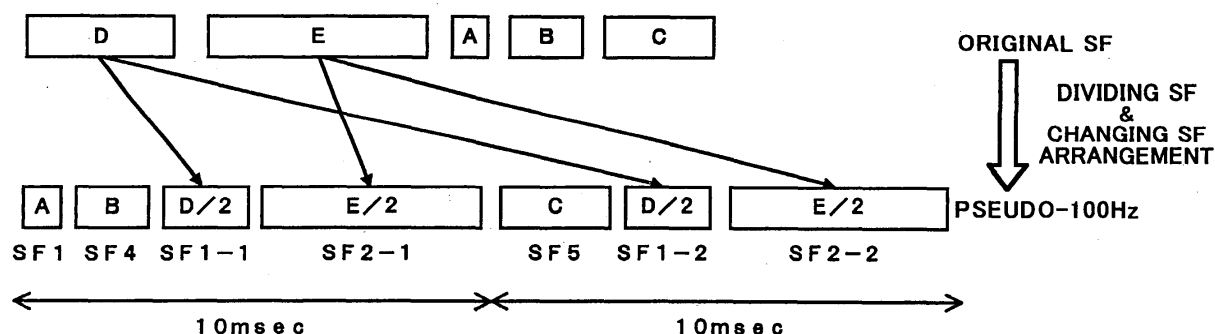 D E A B C
ORIGINAL SF
DIVIDING SF
&
CHANGING SF
ARRANGEMENT
A B D/2 E/2 C D/2 E/2 PSEUDO-100Hz
SF1 SF4 SF1-1 SF2-1 SF5 SF1-2 SF2-2
10msec 10msec